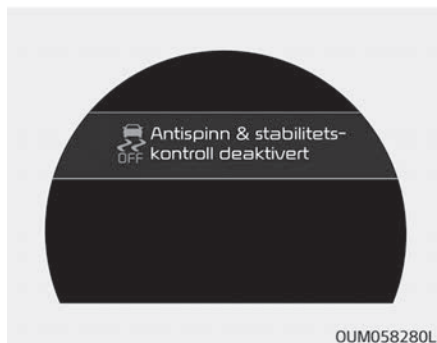 Antispinn & stabilitets-
OFF kontroll deaktivert
OUM058280L